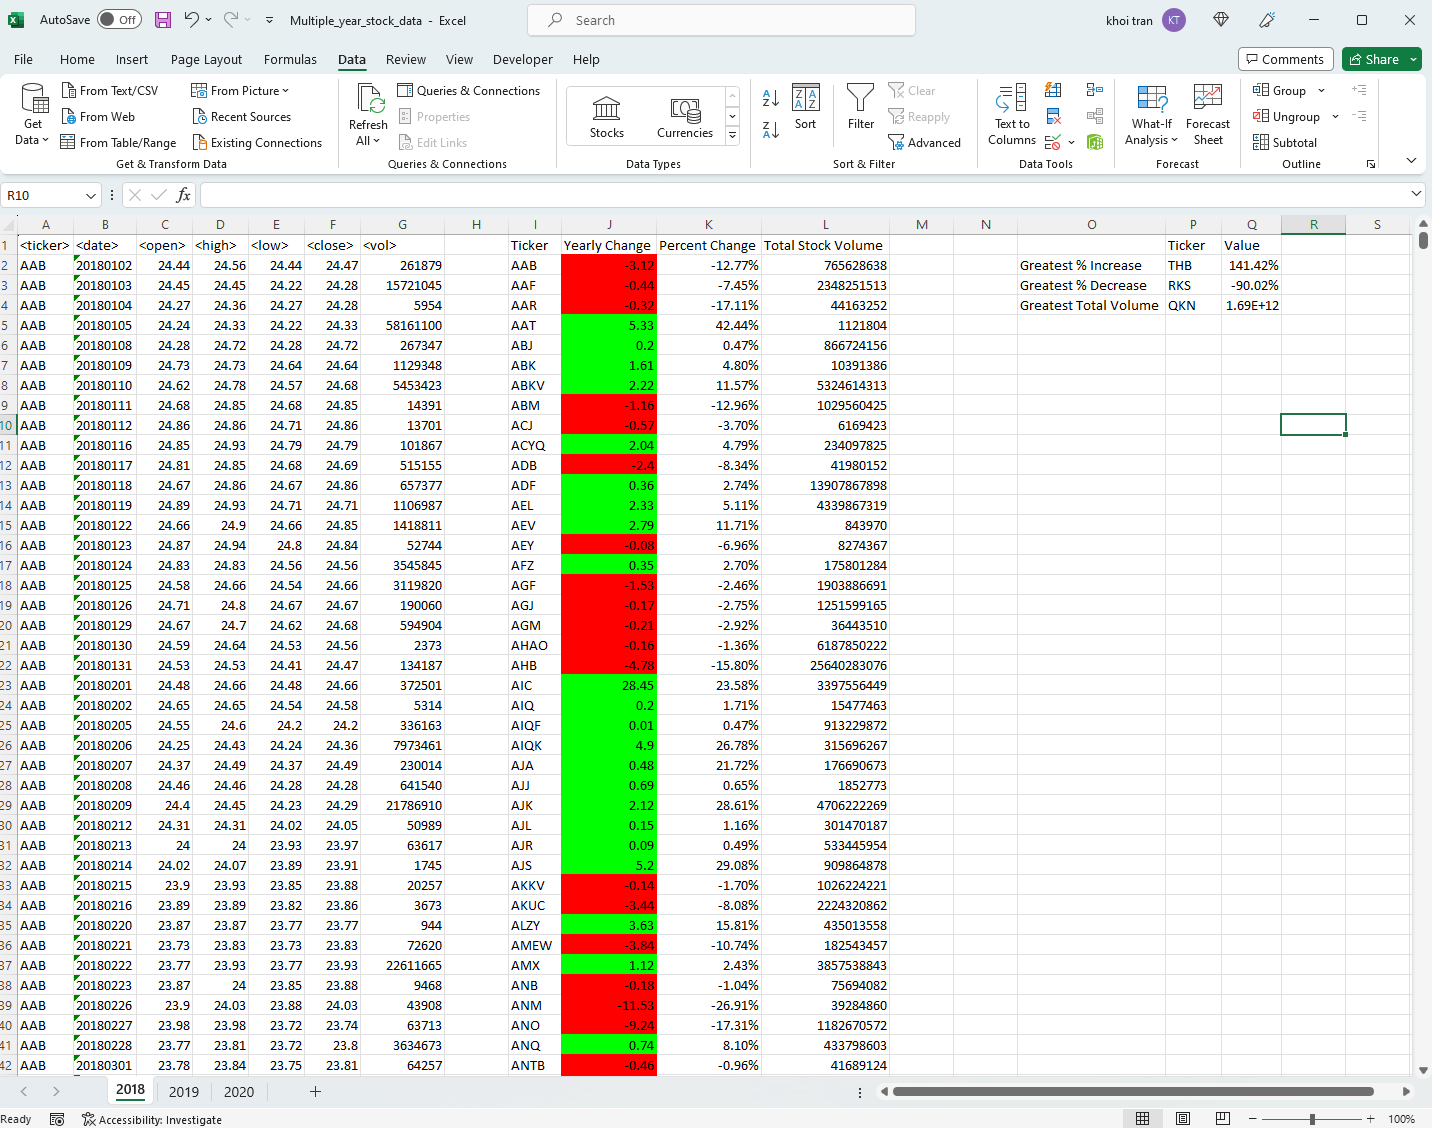 AutoSave Off Multiple_year_stock_data - Excel Search khoi tran KT
File Home Insert Page Layout Formulas Data Review View Developer Help Comments Share
Get Data From Text/CSV From Web From Table/Range From Picture Recent Sources Existing Connections
Refresh All Queries & Connections Properties Edit Links
Stocks Currencies
Sort Filter Clear Reapply Advanced
Text to Columns
What-If Analysis Forecast Sheet
Group Ungroup Subtotal
Get & Transform Data Queries & Connections Data Types Sort & Filter Data Tools Forecast Outline
R10 fx
A B C D E F G H I J K L M N O P Q R S
1 <ticker> <date> <open> <high> <low> <close> <vol> Ticker Yearly Change Percent Change Total Stock Volume Ticker Value
2 AAB 20180102 24.44 24.56 24.44 24.47 261879 AAB -3.12 -12.77% 765628638 Greatest % Increase THB 141.42%
3 AAB 20180103 24.45 24.45 24.22 24.28 15721045 AAF -0.44 -7.45% 2348251513 Greatest % Decrease RKS -90.02%
4 AAB 20180104 24.27 24.36 24.27 24.28 5954 AAR -0.32 -17.11% 44163252 Greatest Total Volume QKN 1.69E+12
5 AAB 20180105 24.24 24.33 24.22 24.33 58161100 AAT 5.33 42.44% 1121804
6 AAB 20180108 24.28 24.72 24.28 24.72 267347 ABJ 0.2 0.47% 866724156
7 AAB 20180109 24.73 24.73 24.64 24.64 1129348 ABK 1.61 4.80% 10391386
8 AAB 20180110 24.62 24.78 24.57 24.68 5453423 ABKV 2.22 11.57% 5324614313
9 AAB 20180111 24.68 24.85 24.68 24.85 14391 ABM -1.16 -12.96% 1029560425
10 AAB 20180112 24.86 24.86 24.71 24.86 13701 ACJ -0.57 -3.70% 6169423
11 AAB 20180116 24.85 24.93 24.79 24.79 101867 ACYQ 2.04 4.79% 234097825
12 AAB 20180117 24.81 24.85 24.68 24.69 515155 ADB -2.4 -8.34% 41980152
13 AAB 20180118 24.67 24.86 24.67 24.86 657377 ADF 0.36 2.74% 13907867898
14 AAB 20180119 24.89 24.93 24.71 24.71 1106987 AEL 2.33 5.11% 4339867319
15 AAB 20180122 24.66 24.9 24.66 24.85 1418811 AEV 2.79 11.71% 843970
16 AAB 20180123 24.87 24.94 24.8 24.84 52744 AEY -0.08 -6.96% 8274367
17 AAB 20180124 24.83 24.83 24.56 24.56 3545845 AFZ 0.35 2.70% 175801284
18 AAB 20180125 24.58 24.66 24.54 24.66 3119820 AGF -1.53 -2.46% 1903886691
19 AAB 20180126 24.71 24.8 24.67 24.67 190060 AGJ -0.17 -2.75% 1251599165
20 AAB 20180129 24.67 24.7 24.62 24.68 594904 AGM -0.21 -2.92% 36443510
21 AAB 20180130 24.59 24.64 24.53 24.56 2373 AHAO -0.16 -1.36% 6187850222
22 AAB 20180131 24.53 24.53 24.41 24.47 134187 AHB -4.78 -15.80% 25640283076
23 AAB 20180201 24.48 24.66 24.48 24.66 372501 AIC 28.45 23.58% 3397556449
24 AAB 20180202 24.65 24.65 24.54 24.58 5314 AIQ 0.2 1.71% 15477463
25 AAB 20180205 24.55 24.6 24.2 24.2 336163 AIQF 0.01 0.47% 913229872
26 AAB 20180206 24.25 24.43 24.24 24.36 7973461 AIQK 4.9 26.78% 315696267
27 AAB 20180207 24.37 24.49 24.37 24.49 230014 AJA 0.48 21.72% 176690673
28 AAB 20180208 24.46 24.46 24.28 24.28 641540 AJJ 0.69 0.65% 1852773
29 AAB 20180209 24.4 24.45 24.23 24.29 21786910 AJK 2.12 28.61% 4706222269
30 AAB 20180212 24.31 24.31 24.02 24.05 50989 AJL 0.15 1.16% 301470187
31 AAB 20180213 24 24 23.93 23.97 63617 AJR 0.09 0.49% 533445954
32 AAB 20180214 24.02 24.07 23.89 23.91 1745 AJS 5.2 29.08% 909864878
33 AAB 20180215 23.9 23.93 23.85 23.88 20257 AKKV -0.14 -1.70% 1026224221
34 AAB 20180216 23.89 23.89 23.82 23.86 3673 AKUC -3.44 -8.08% 2224320862
35 AAB 20180220 23.87 23.87 23.77 23.77 944 ALZY 3.63 15.81% 435013558
36 AAB 20180221 23.73 23.83 23.73 23.83 72620 AMEW -3.84 -10.74% 182543457
37 AAB 20180222 23.77 23.93 23.77 23.93 22611665 AMX 1.12 2.43% 3857538843
38 AAB 20180223 23.87 24 23.85 23.88 9468 ANB -0.18 -1.04% 75694082
39 AAB 20180226 23.9 24.03 23.88 24.03 43908 ANM -11.53 -26.91% 39284860
40 AAB 20180227 23.98 23.98 23.72 23.74 63713 ANO -9.24 -17.31% 1182670572
41 AAB 20180228 23.77 23.81 23.72 23.8 3634673 ANQ 0.74 8.10% 433798603
42 AAB 20180301 23.78 23.84 23.75 23.81 64257 ANTB -0.46 -0.96% 41689124
2018 2019 2020
Ready Accessibility: Investigate 100%